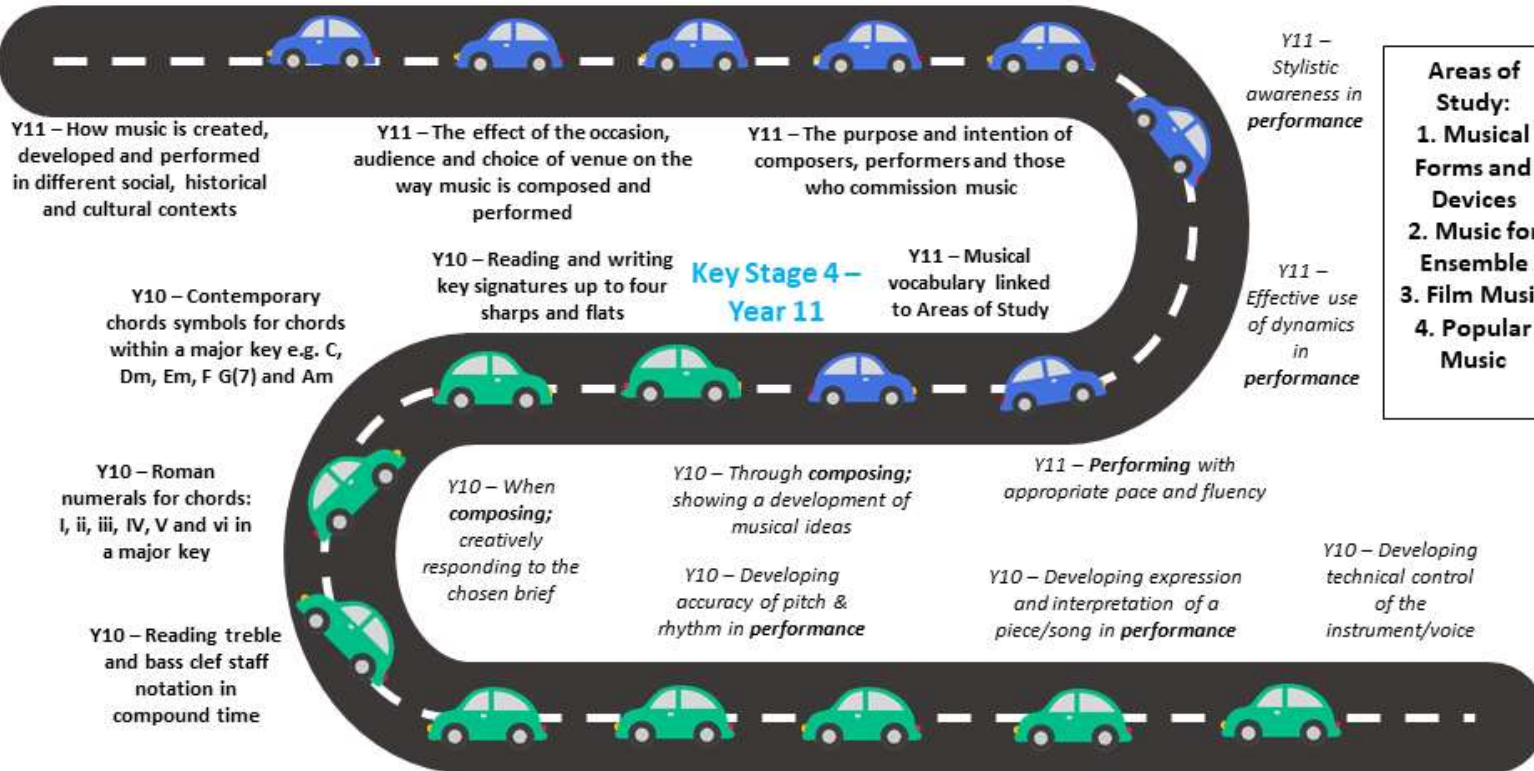 Y11 – How music is created,
developed and performed
in different social, historical
and cultural contexts
Y11 – The effect of the occasion,
audience and choice of venue on the
way music is composed and
performed
Y11 – The purpose and intention of
composers, performers and those
who commission music
Y11 –
Stylistic
awareness in
performance
Areas of
Study:
1. Musical
Forms and
Devices
2. Music for
Ensemble
3. Film Music
4. Popular
Music
Y10 – Contemporary
chords symbols for chords
within a major key e.g. C,
Dm, Em, F G(7) and Am
Y10 – Reading and writing
key signatures up to four
sharps and flats
Key Stage 4 –
Year 11
Y11 – Musical
vocabulary linked
to Areas of Study
Y11 –
Effective use
of dynamics
in
performance
Y10 – Roman
numerals for chords:
I, ii, iii, IV, V and vi in
a major key
Y10 – When
composing;
creatively
responding to the
chosen brief
Y10 – Through composing;
showing a development of
musical ideas
Y11 – Performing with
appropriate pace and fluency
Y10 – Reading treble
and bass clef staff
notation in
compound time
Y10 – Developing
accuracy of pitch &
rhythm in performance
Y10 – Developing expression
and interpretation of a
piece/song in performance
Y10 – Developing
technical control
of the
instrument/voice